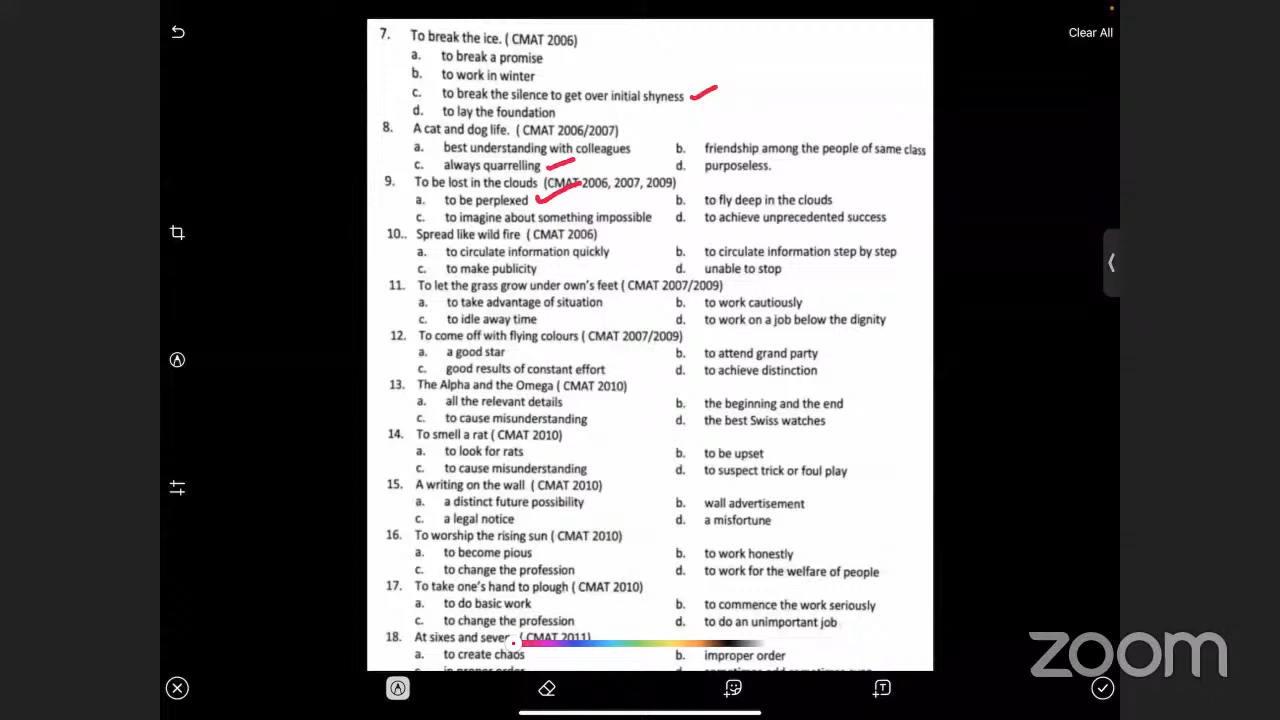 Clear All
7. To break the ice. ( CMAT 2006)
a. to break a promise
b. to work in winter
c. to break the silence to get over initial shyness
d. to lay the foundation
8. A cat and dog life. ( CMAT 2006/2007)
a. best understanding with colleagues b. friendship among the people of same class
c. always quarrelling d. purposeless.
9. To be lost in the clouds (CMAT 2006, 2007, 2009)
a. to be perplexed b. to fly deep in the clouds
c. to imagine about something impossible d. to achieve unprecedented success
10.. Spread like wild fire ( CMAT 2006)
a. to circulate information quickly b. to circulate information step by step
c. to make publicity d. unable to stop
11. To let the grass grow under own's feet ( CMAT 2007/2009)
a. to take advantage of situation b. to work cautiously
c. to idle away time d. to work on a job below the dignity
12. To come off with flying colours ( CMAT 2007/2009)
a. a good star b. to attend grand party
c. good results of constant effort d. to achieve distinction
13. The Alpha and the Omega ( CMAT 2010)
a. all the relevant details b. the beginning and the end
c. to cause misunderstanding d. the best Swiss watches
14. To smell a rat ( CMAT 2010)
a. to look for rats b. to be upset
c. to cause misunderstanding d. to suspect trick or foul play
15. A writing on the wall ( CMAT 2010)
a. a distinct future possibility b. wall advertisement
c. a legal notice d. a misfortune
16. To worship the rising sun ( CMAT 2010)
a. to become pious b. to work honestly
c. to change the profession d. to work for the welfare of people
17. To take one's hand to plough ( CMAT 2010)
a. to do basic work b. to commence the work seriously
c. to change the profession d. to do an unimportant job
18. At sixes and ( CMAT 2011)
a. to create chaos b. improper order
zoom